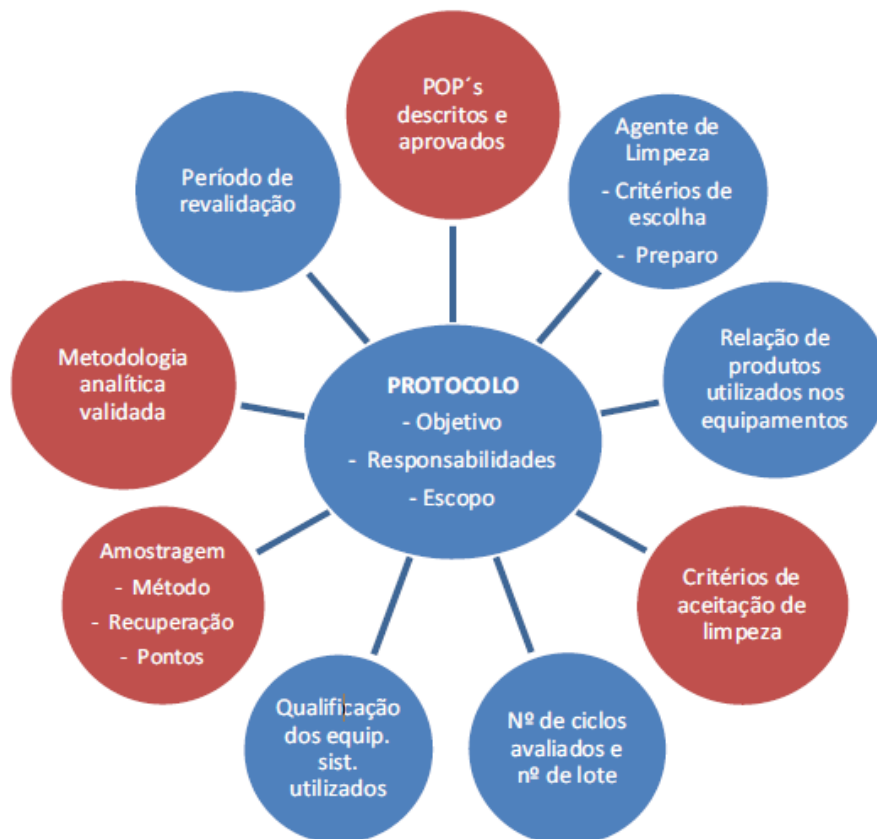 POP´s
descritos e
aprovados
Agente de
Limpeza
- Critérios de
escolha
- Preparo
Relação de
produtos
utilizados nos
equipamentos
Critérios de
aceitação de
limpeza
Nº de ciclos
avaliados e
nº de lote
Qualificação
dos equip.
sist.
utilizados
Amostragem
- Método
- Recuperação
- Pontos
Metodologia
analítica
validada
Período de
revalidação
PROTOCOLO
- Objetivo
- Responsabilidades
- Escopo